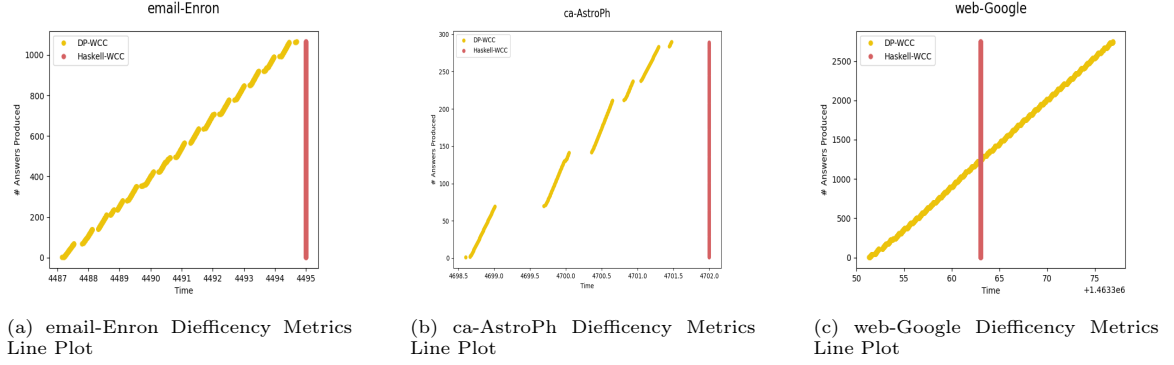 email-Enron
DP-WCC
Haskell-WCC
# Answers Produced
1000
800
600
400
200
0
4487 4488 4489 4490 4491 4492 4493 4494 4495
Time
(a) email-Enron Diefficency Metrics
Line Plot
ca-AstroPh
DP-WCC
Haskell-WCC
# Answers Produced
300
250
200
150
100
50
0
4698.5 4699.0 4699.5 4700.0 4700.5 4701.0 4701.5 4702.0
Time
(b) ca-AstroPh Diefficency Metrics
Line Plot
web-Google
DP-WCC
Haskell-WCC
# Answers Produced
2500
2000
1500
1000
500
0
50 55 60 65 70 75
Time
+1.4633e6
(c) web-Google Diefficency Metrics
Line Plot